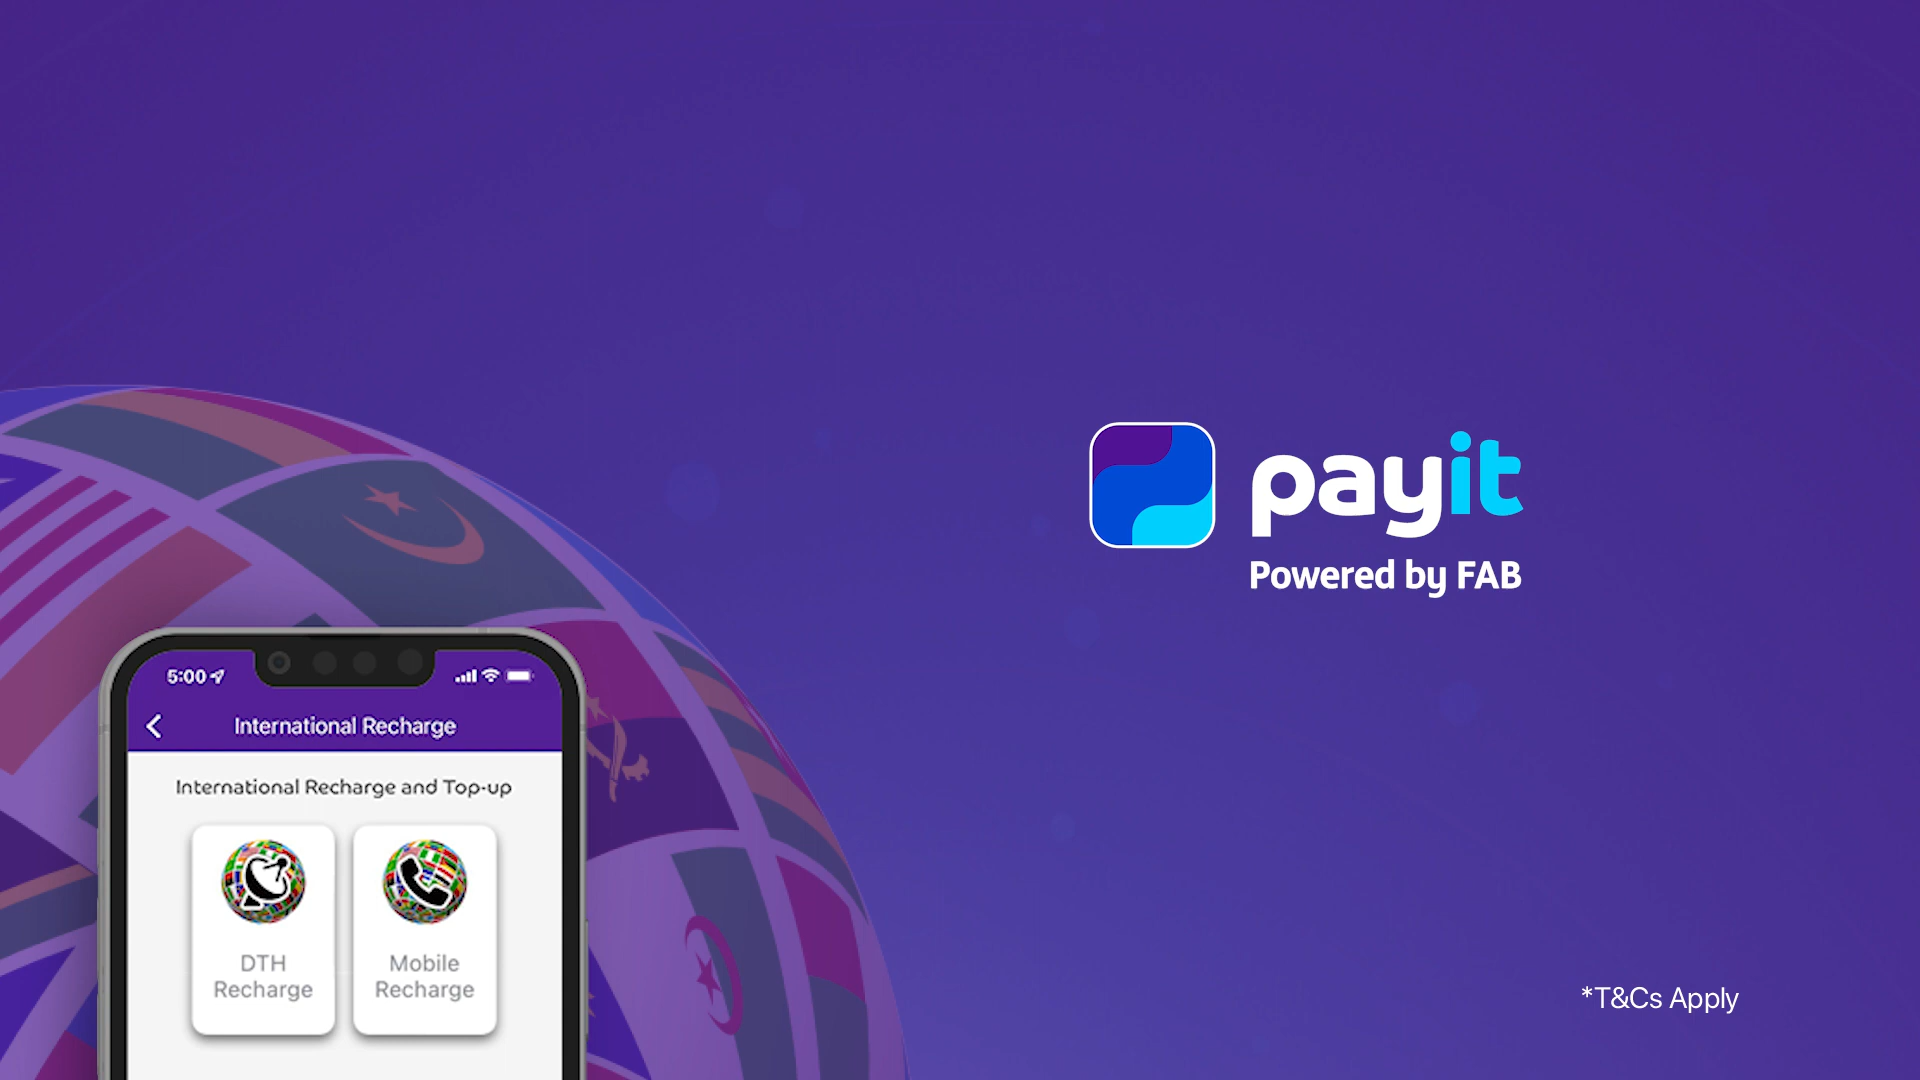 5:00
International Recharge
International Recharge and Top-up
DTH
Recharge
Mobile
Recharge
payit
Powered by FAB
*T&Cs Apply